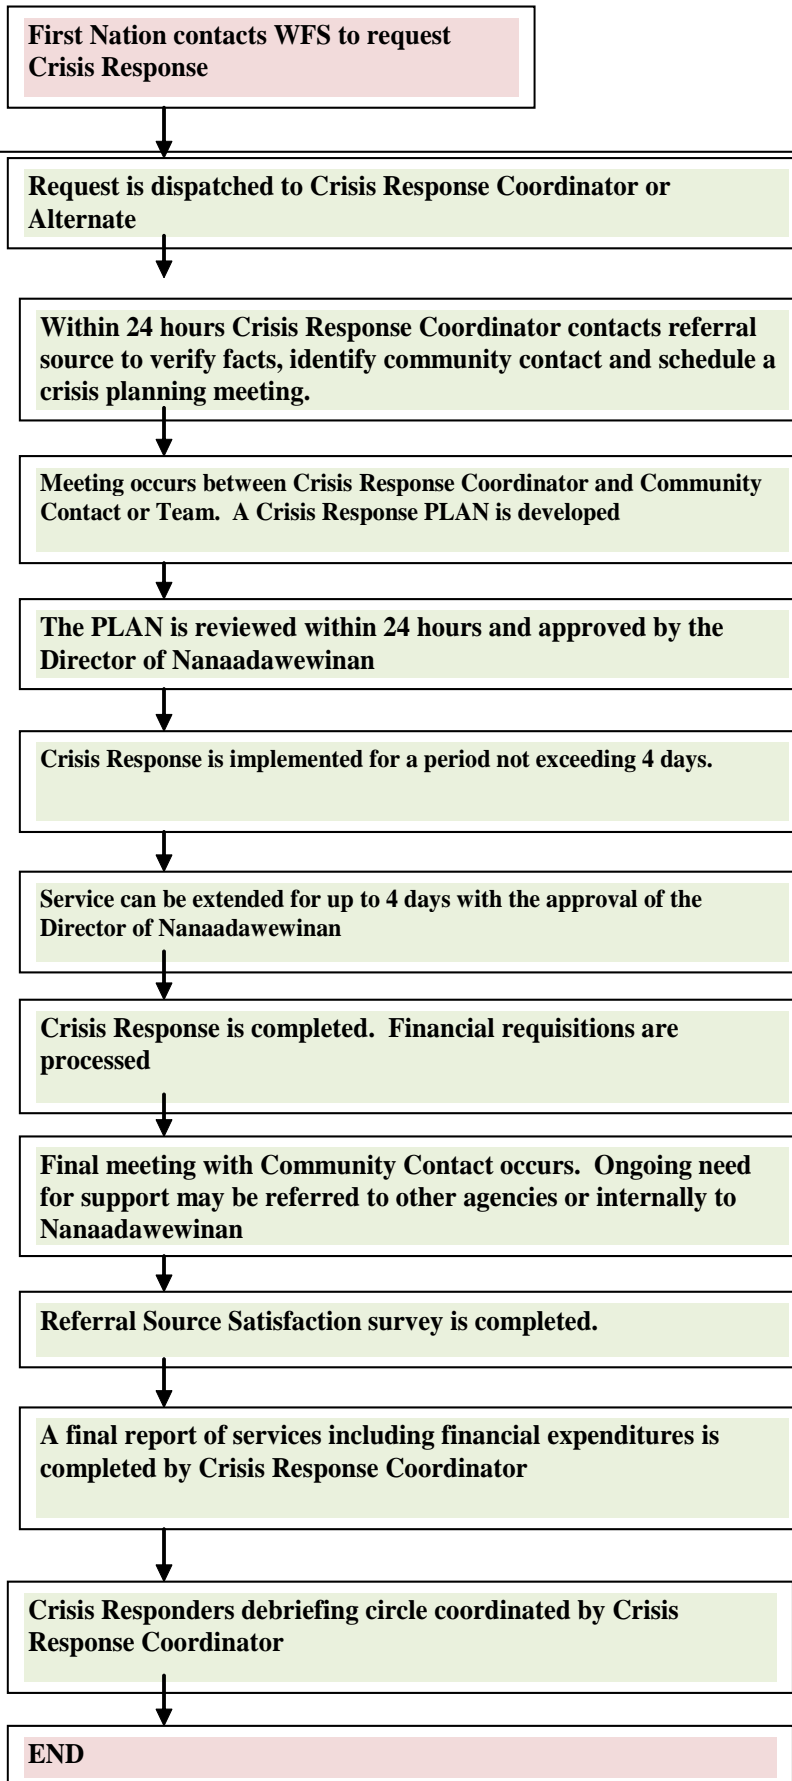 First Nation contacts WFS to request
Crisis Response
Request is dispatched to Crisis Response Coordinator or
Alternate
Within 24 hours Crisis Response Coordinator contacts referral
source to verify facts, identify community contact and schedule a
crisis planning meeting.
Meeting occurs between Crisis Response Coordinator and Community
Contact or Team.  A Crisis Response PLAN is developed
The PLAN is reviewed within 24 hours and approved by the
Director of Nanaadawewinan
Crisis Response is implemented for a period not exceeding 4 days.
Service can be extended for up to 4 days with the approval of the
Director of Nanaadawewinan
Crisis Response is completed.  Financial requisitions are
processed
Final meeting with Community Contact occurs.  Ongoing need
for support may be referred to other agencies or internally to
Nanaadawewinan
Referral Source Satisfaction survey is completed.
A final report of services including financial expenditures is
completed by Crisis Response Coordinator
Crisis Responders debriefing circle coordinated by Crisis
Response Coordinator
END